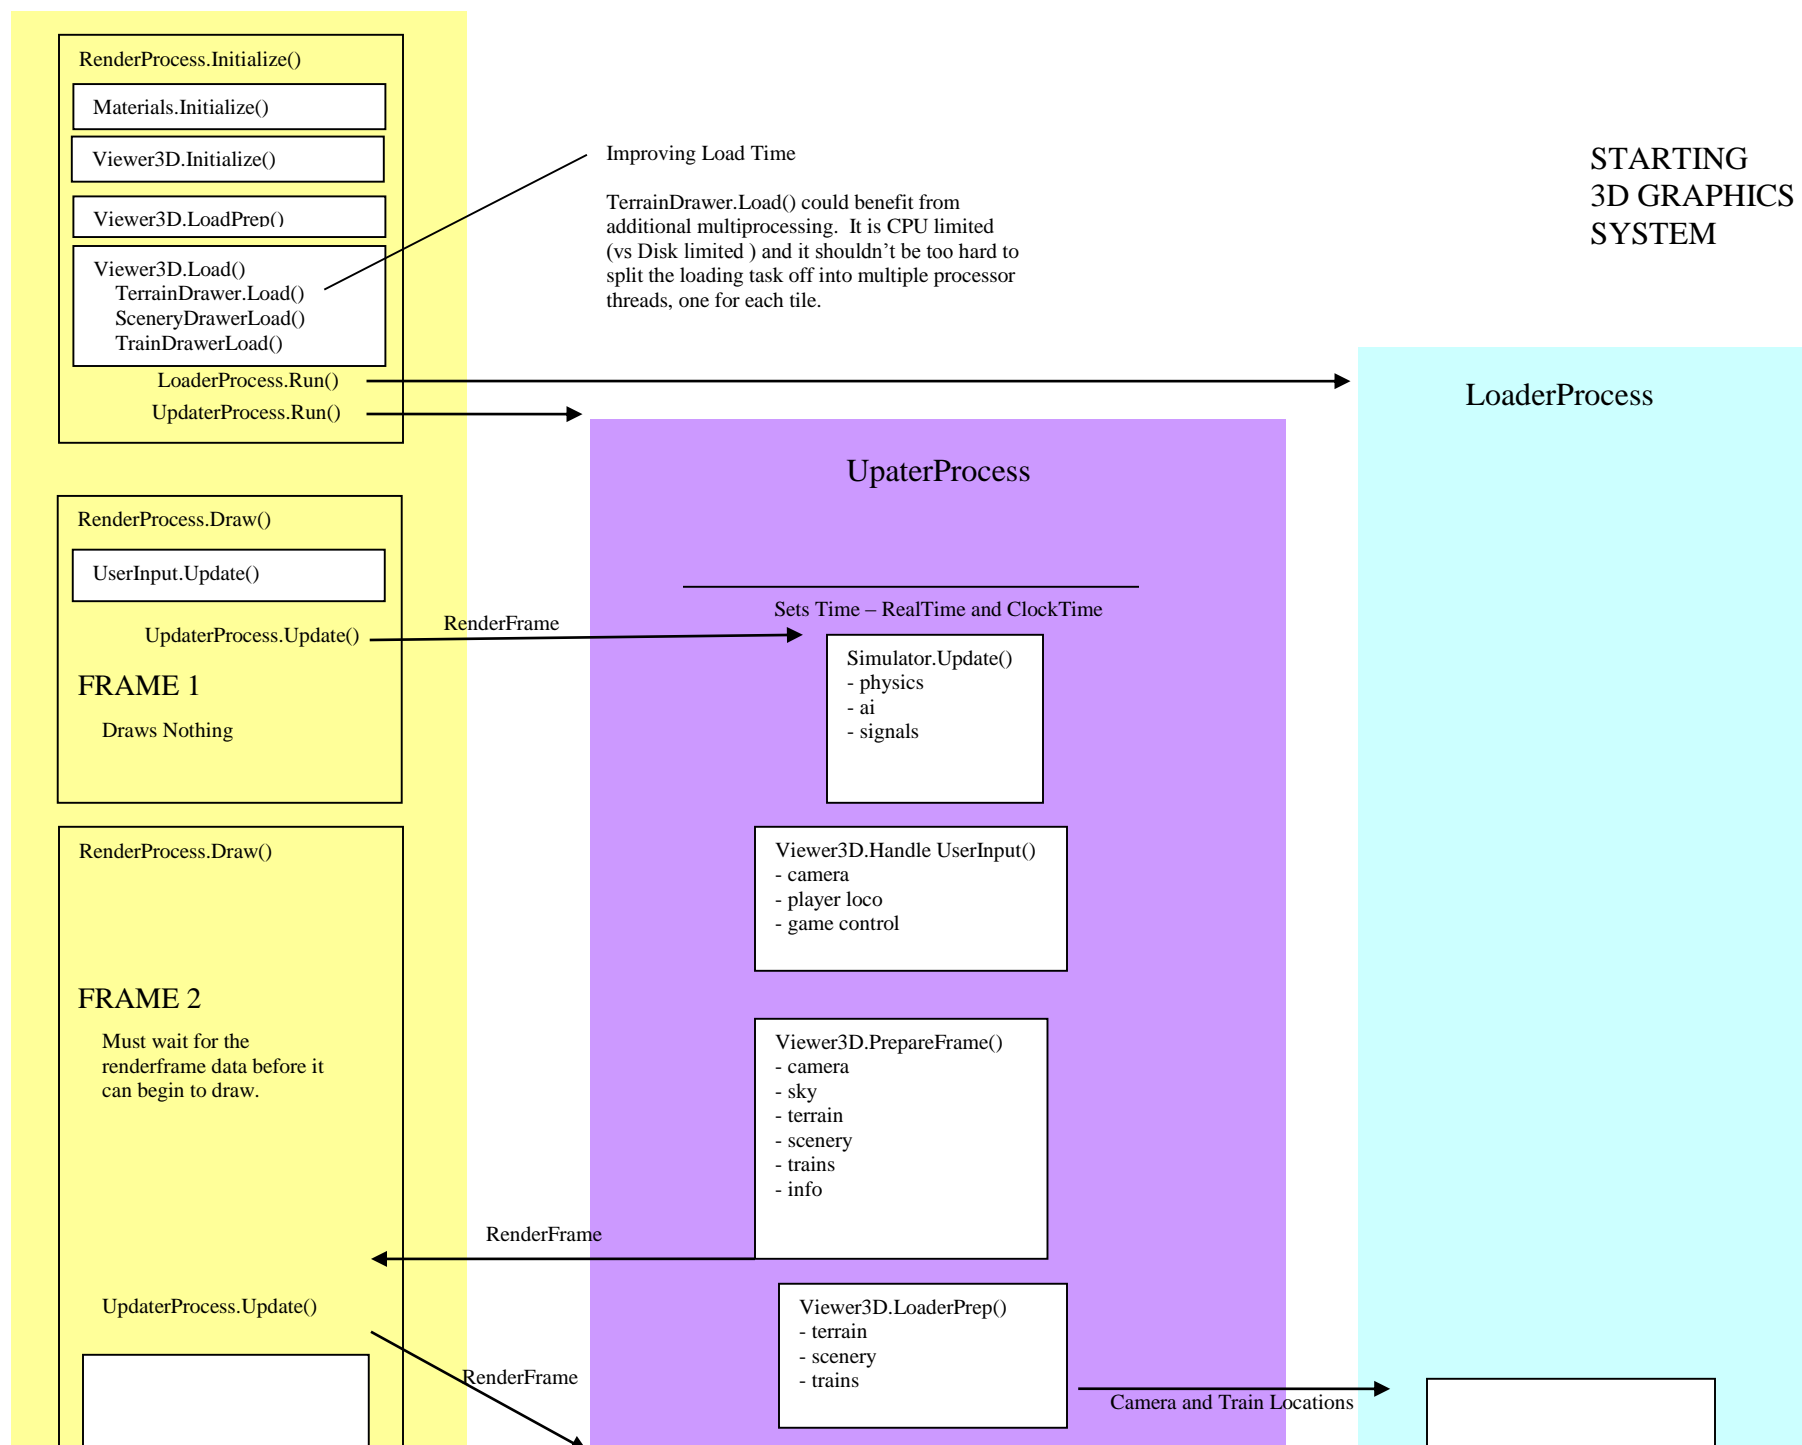 RenderProcess.Initialize()
Materials.Initialize()
Viewer3D.Initialize()
Viewer3D.LoadPrep()
Viewer3D.Load()
TerrainDrawer.Load()
SceneryDrawerLoad()
TrainDrawerLoad()
LoaderProcess.Run()
UpdaterProcess.Run()
Improving Load Time
TerrainDrawer.Load() could benefit from
additional multiprocessing.  It is CPU limited
(vs Disk limited ) and it shouldn’t be too hard to
split the loading task off into multiple processor
threads, one for each tile.
STARTING
3D GRAPHICS
SYSTEM
LoaderProcess
UpaterProcess
RenderProcess.Draw()
UserInput.Update()
UpdaterProcess.Update()
RenderFrame
FRAME 1
Draws Nothing
Sets Time – RealTime and ClockTime
Simulator.Update()
- physics
- ai
- signals
RenderProcess.Draw()
FRAME 2
Must wait for the
renderframe data before it
can begin to draw.
Viewer3D.Handle UserInput()
- camera
- player loco
- game control
Viewer3D.PrepareFrame()
- camera
- sky
- terrain
- scenery
- trains
- info
RenderFrame
UpdaterProcess.Update()
RenderFrame
Viewer3D.LoaderPrep()
- terrain
- scenery
- trains
Camera and Train Locations